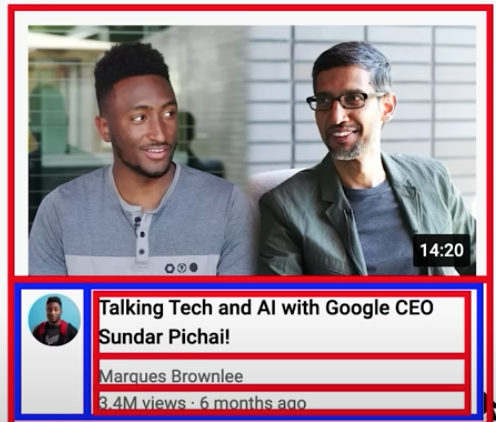 14:20
Talking Tech and AI with Google CEO
Sundar Pichai!
Marques Brownlee
3.4M views · 6 months ago